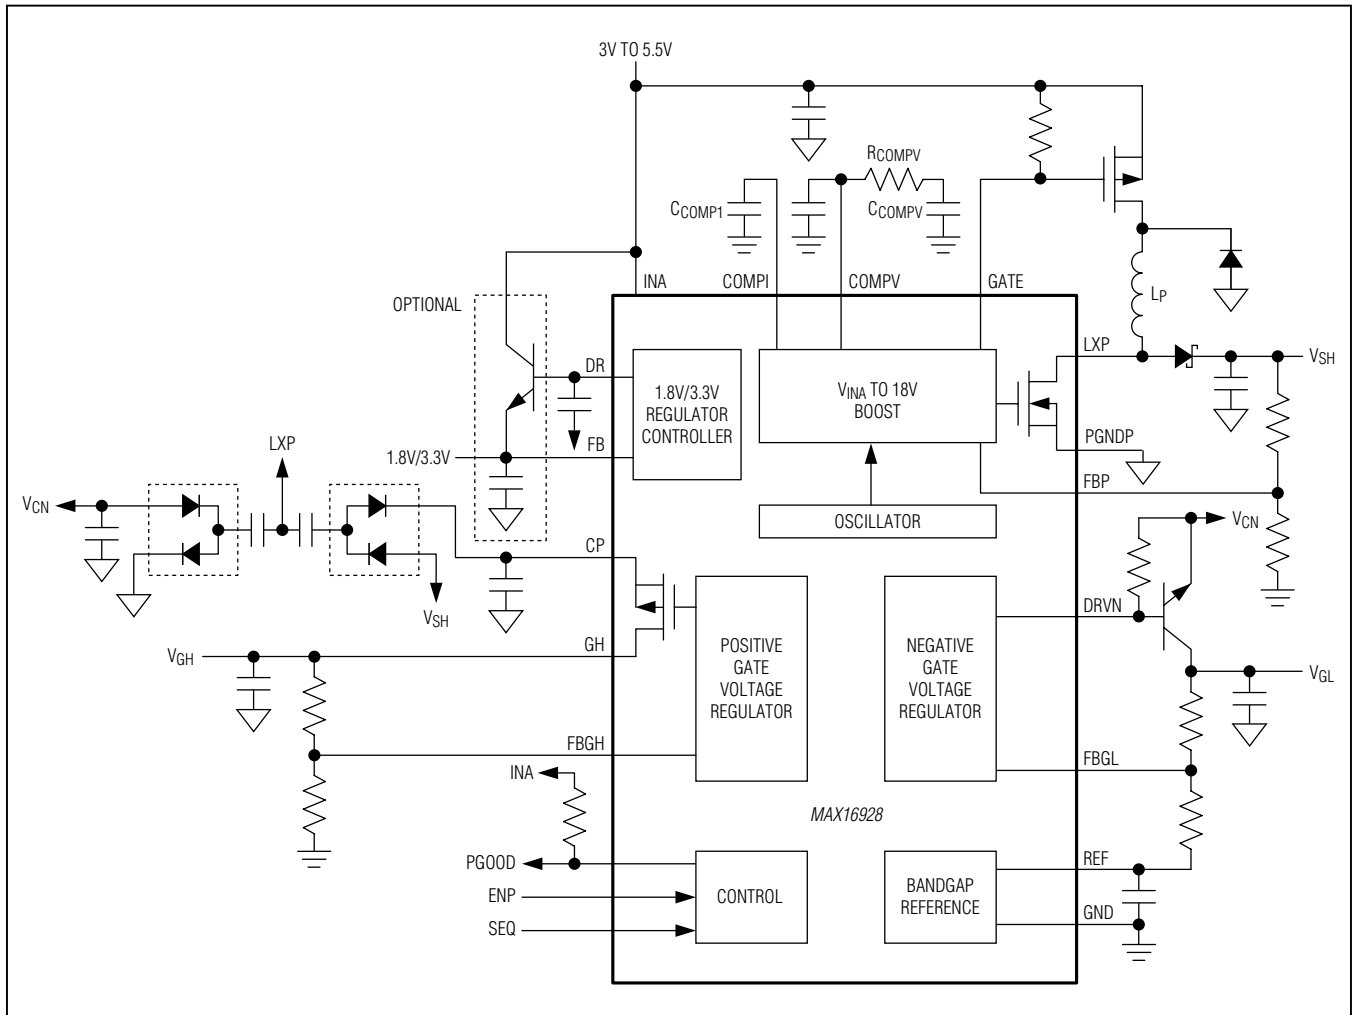 3V TO 5.5V
RCOMPV
CCOMP1
CCOMPV
INA
COMPI
COMPV
GATE
OPTIONAL
LP
LXP
VSH
DR
1.8V/3.3V
REGULATOR
CONTROLLER
VINA TO 18V
BOOST
PGNDP
LXP
1.8V/3.3V
FB
FBP
VCN
OSCILLATOR
VCN
CP
VSH
DRVN
GH
VGH
POSITIVE
GATE
VOLTAGE
REGULATOR
NEGATIVE
GATE
VOLTAGE
REGULATOR
VGL
FBGH
FBGL
INA
MAX16928
PGOOD
ENP
SEQ
CONTROL
BANDGAP
REFERENCE
REF
GND